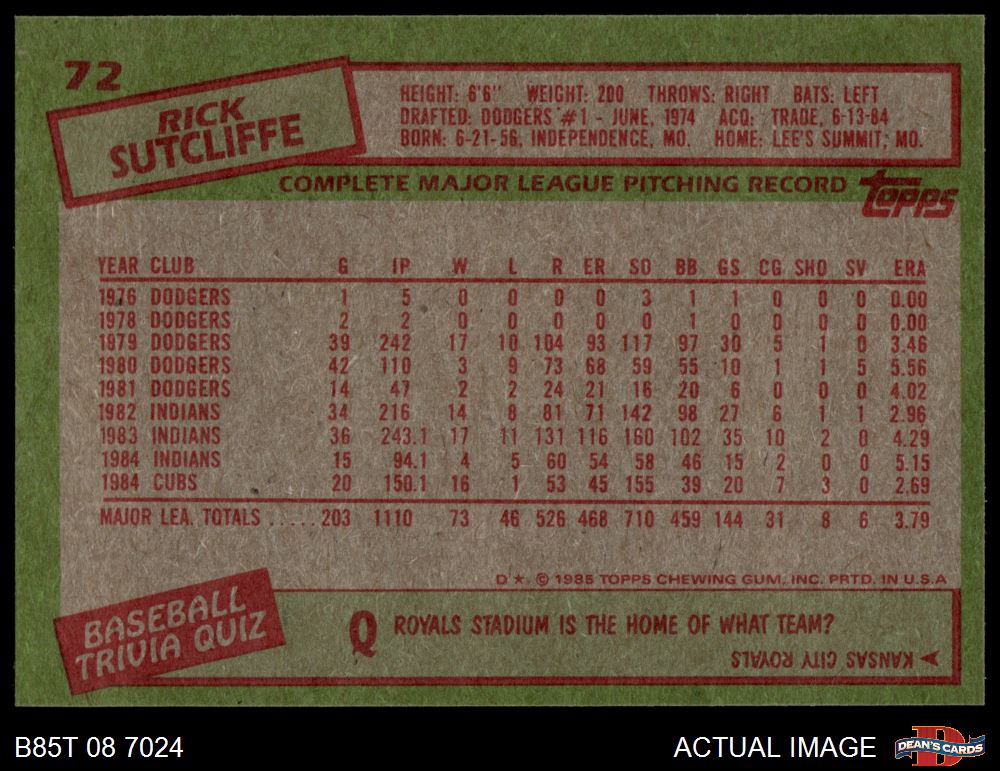 72
RICK
SUTCLIFFE
HEIGHT: 6'6" WEIGHT: 200 THROWS: RIGHT BATS: LEFT
DRAFTED: DODGERS #1 - JUNE, 1974 ACQ: TRADE, 6-13-84
BORN: 6-21-56, INDEPENDENCE, MO. HOME: LEE'S SUMMIT, MO.
COMPLETE MAJOR LEAGUE PITCHING RECORD topps
YEAR CLUB G IP W L R ER SO BB GS CG SHO SV ERA
1976 DODGERS 1 5 0 0 0 0 3 1 1 0 0 0 0.00
1978 DODGERS 2 2 0 0 0 0 0 1 0 0 0 0 0.00
1979 DODGERS 39 242 17 10 104 93 117 97 30 5 1 0 3.46
1980 DODGERS 42 110 3 9 73 68 59 55 10 1 1 5 5.56
1981 DODGERS 14 47 2 2 24 21 16 20 6 0 0 0 4.02
1982 INDIANS 34 216 14 8 81 71 142 98 27 6 1 1 2.96
1983 INDIANS 36 243.1 17 11 131 116 160 102 35 10 2 0 4.29
1984 INDIANS 15 94.1 4 5 60 54 58 46 15 2 0 0 5.15
1984 CUBS 20 150.1 16 1 53 45 155 39 20 7 3 0 2.69
MAJOR LEA. TOTALS .....203 1110 73 46 526 468 710 459 144 31 8 6 3.79
D★. © 1985 TOPPS CHEWING GUM, INC. PRTD. IN U.S.A
BASEBALL
TRIVIA QUIZ
Q ROYALS STADIUM IS THE HOME OF WHAT TEAM?
KANSAS CITY ROYALS
B85T 08 7024 ACTUAL IMAGE D DEAN'S CARDS